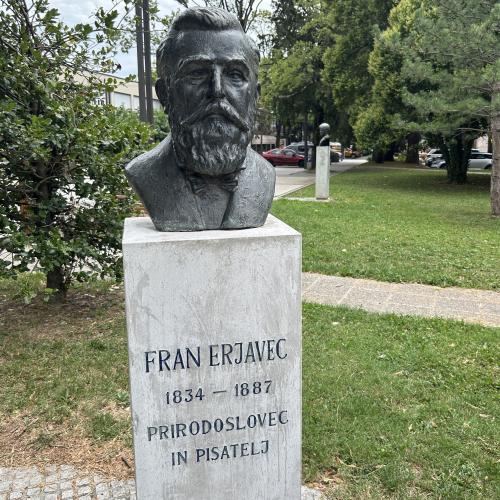 FRAN ERJAVEC
1834 — 1887
PRIRODOSLOVEC
IN PISATELJ